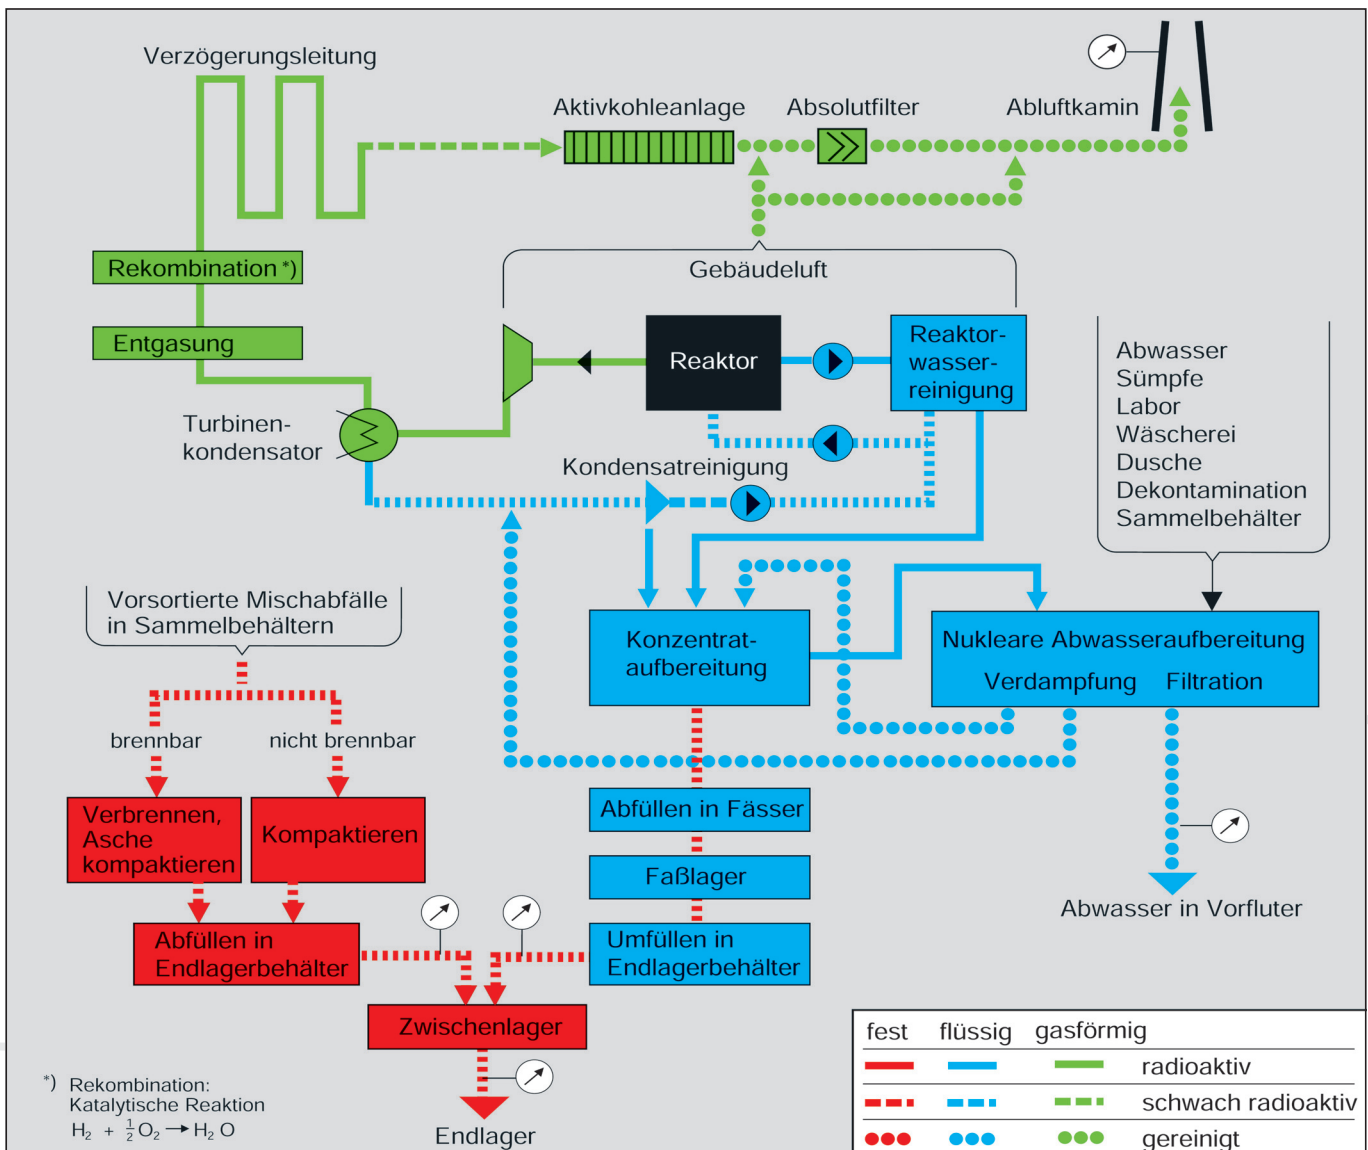 Verzögerungsleitung
Aktivkohleanlage
Absolutfilter
Abluftkamin
Rekombination *)
Entgasung
Gebäudeluft
Reaktor
Reaktor-
wasser-
reinigung
Turbinen-
kondensator
Kondensatreinigung
Abwasser
Sümpfe
Labor
Wäscherei
Dusche
Dekontamination
Sammelbehälter
Vorsortierte Mischabfälle
in Sammelbehältern
Konzentrat-
aufbereitung
Nukleare Abwasseraufbereitung
Verdampfung Filtration
brennbar
nicht brennbar
Verbrennen,
Asche
kompaktieren
Kompaktieren
Abfüllen in Fässer
Faßlager
Abwasser in Vorfluter
Abfüllen in
Endlagerbehälter
Umfüllen in
Endlagerbehälter
Zwischenlager
Endlager
*) Rekombination:
Katalytische Reaktion
H₂ + ½O₂ → H₂ O
fest flüssig gasförmig
radioaktiv
schwach radioaktiv
gereinigt